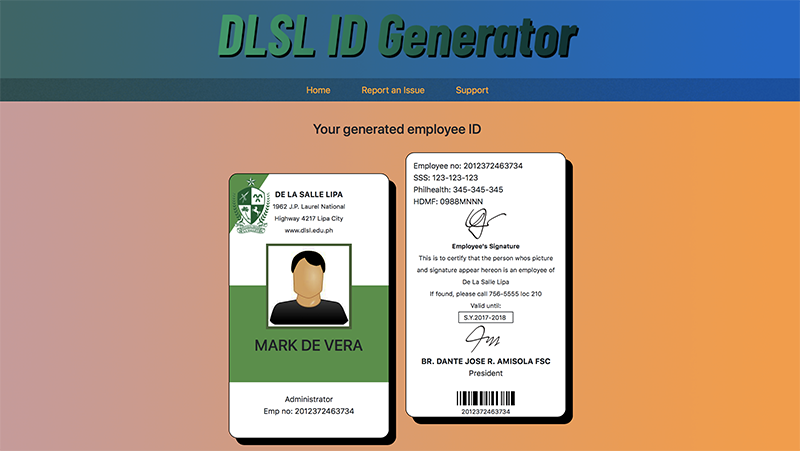 DLSL ID Generator
Home Report an Issue Support
Your generated employee ID
DE LA SALLE LIPA
1962 J.P. Laurel National
Highway 4217 Lipa City
www.dlsl.edu.ph
MARK DE VERA
Administrator
Emp no: 2012372463734
Employee no: 2012372463734
SSS: 123-123-123
Philhealth: 345-345-345
HDMF: 0988MNNN
Employee's Signature
This is to certify that the person whos picture
and signature appear hereon is an employee of
De La Salle Lipa
If found, please call 756-5555 loc 210
Valid until:
S.Y.2017-2018
BR. DANTE JOSE R. AMISOLA FSC
President
2012372463734